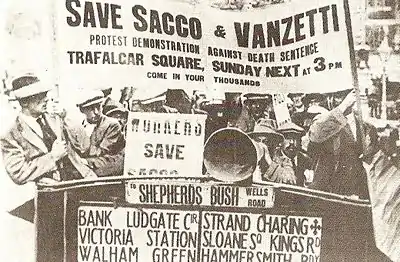 SAVE SACCO & VANZETTI
PROTEST DEMONSTRATION AGAINST DEATH SENTENCE
TRAFALGAR SQUARE, SUNDAY NEXT AT 3 PM
COME IN YOUR THOUSANDS
SAVE
SACCO
TO SHEPHERDS BUSH WELLS ROAD
BANK LUDGATE CIR
VICTORIA STATION
WALHAM GREEN
STRAND CHARING
SLOANE SQ KINGS RD
HAMMERSMITH BDY